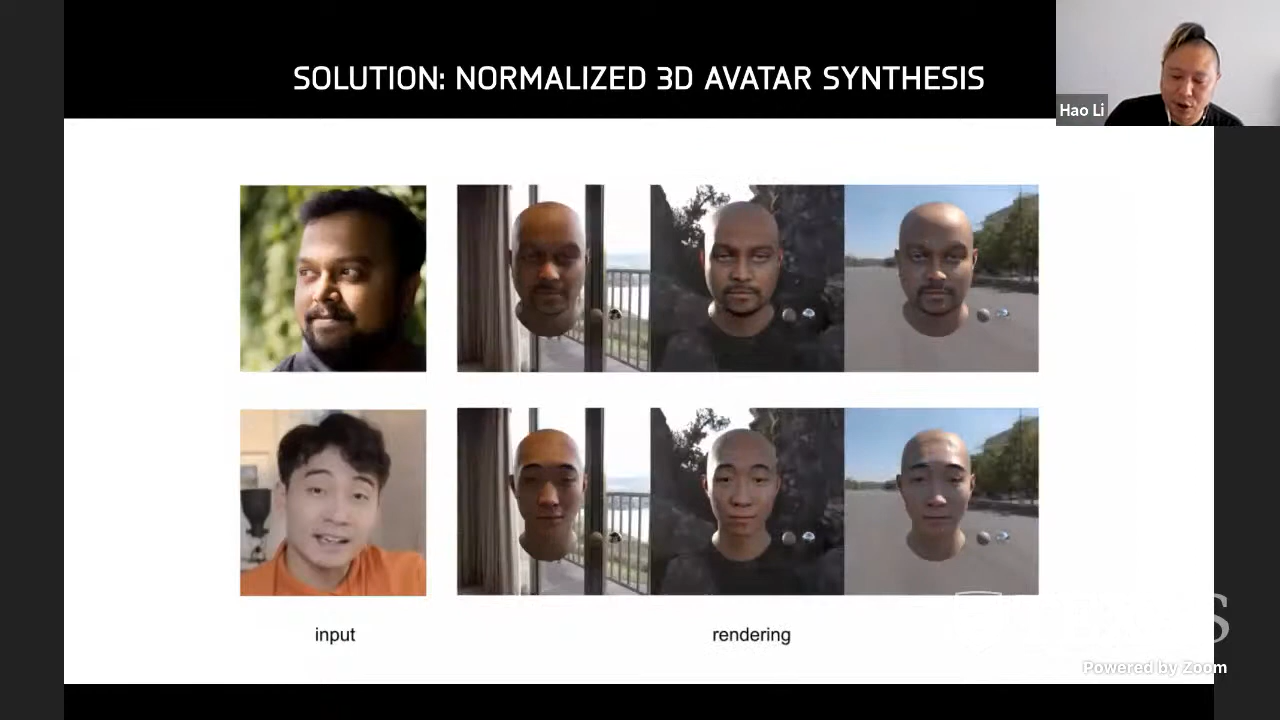 SOLUTION: NORMALIZED 3D AVATAR SYNTHESIS
Hao Li
input
rendering
Powered by Zoom